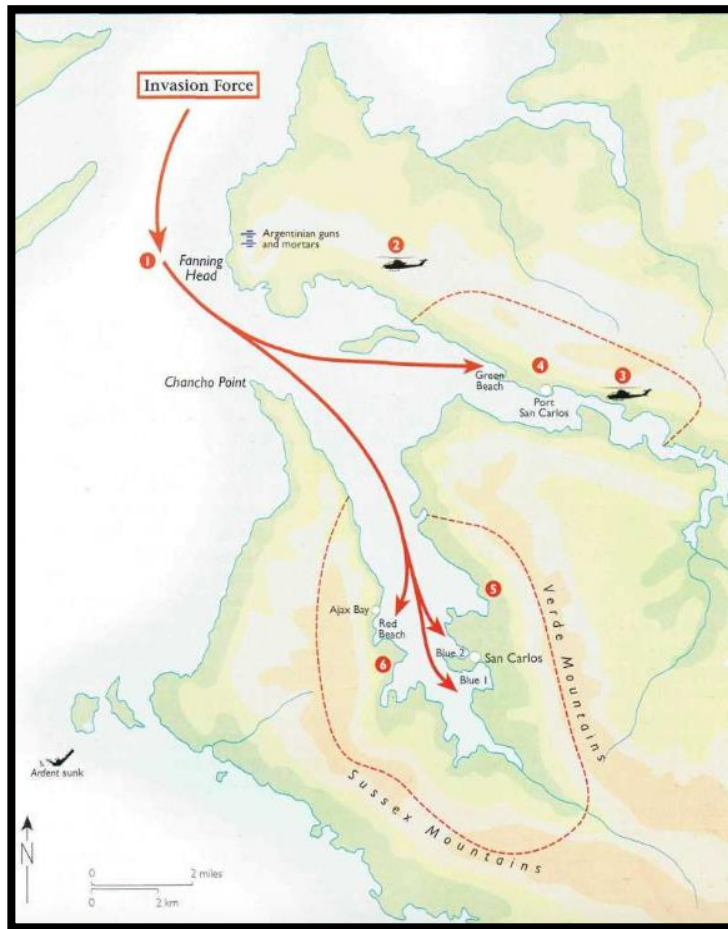 Invasion Force
2
Argentinian guns
and mortars
1
Fanning
Head
4
3
Green
Beach
Chancho Point
Port
San Carlos
5
Ajax Bay
Red
Beach
Verde Mountains
Blue 2
San Carlos
6
Blue 1
Ardent sunk
Sussex Mountains
N
0 2 miles
0 2 km